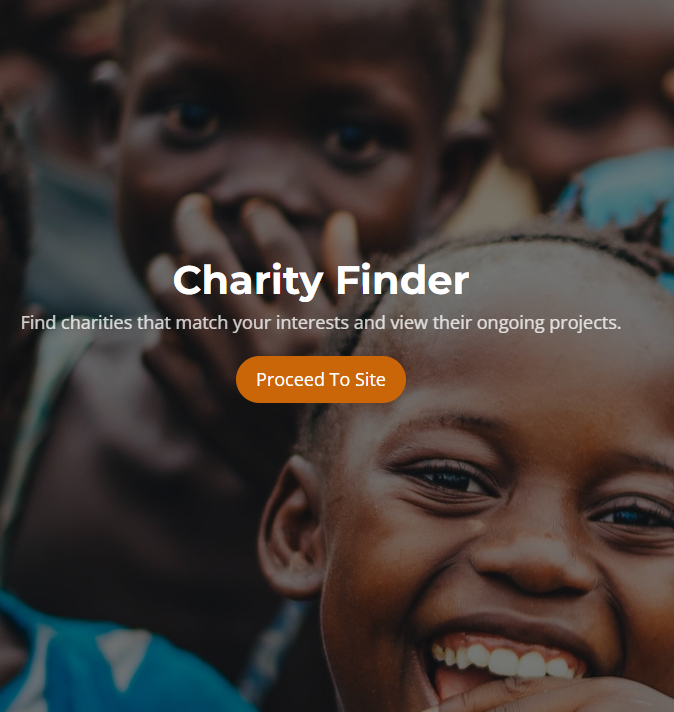 Charity Finder
Find charities that match your interests and view their ongoing projects.
Proceed To Site